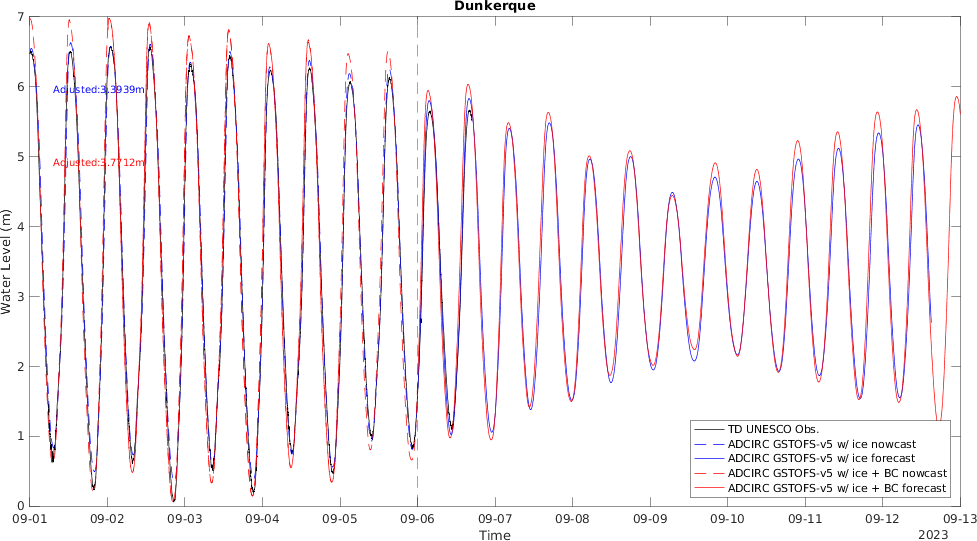 Dunkerque
7
6
5
4
3
2
1
0
Water Level (m)
Adjusted:3.3939m
Adjusted:3.7712m
TD UNESCO Obs.
ADCIRC GSTOFS-v5 w/ ice nowcast
ADCIRC GSTOFS-v5 w/ ice forecast
ADCIRC GSTOFS-v5 w/ ice + BC nowcast
ADCIRC GSTOFS-v5 w/ ice + BC forecast
09-01 09-02 09-03 09-04 09-05 09-06 09-07 09-08 09-09 09-10 09-11 09-12 09-13
Time
2023